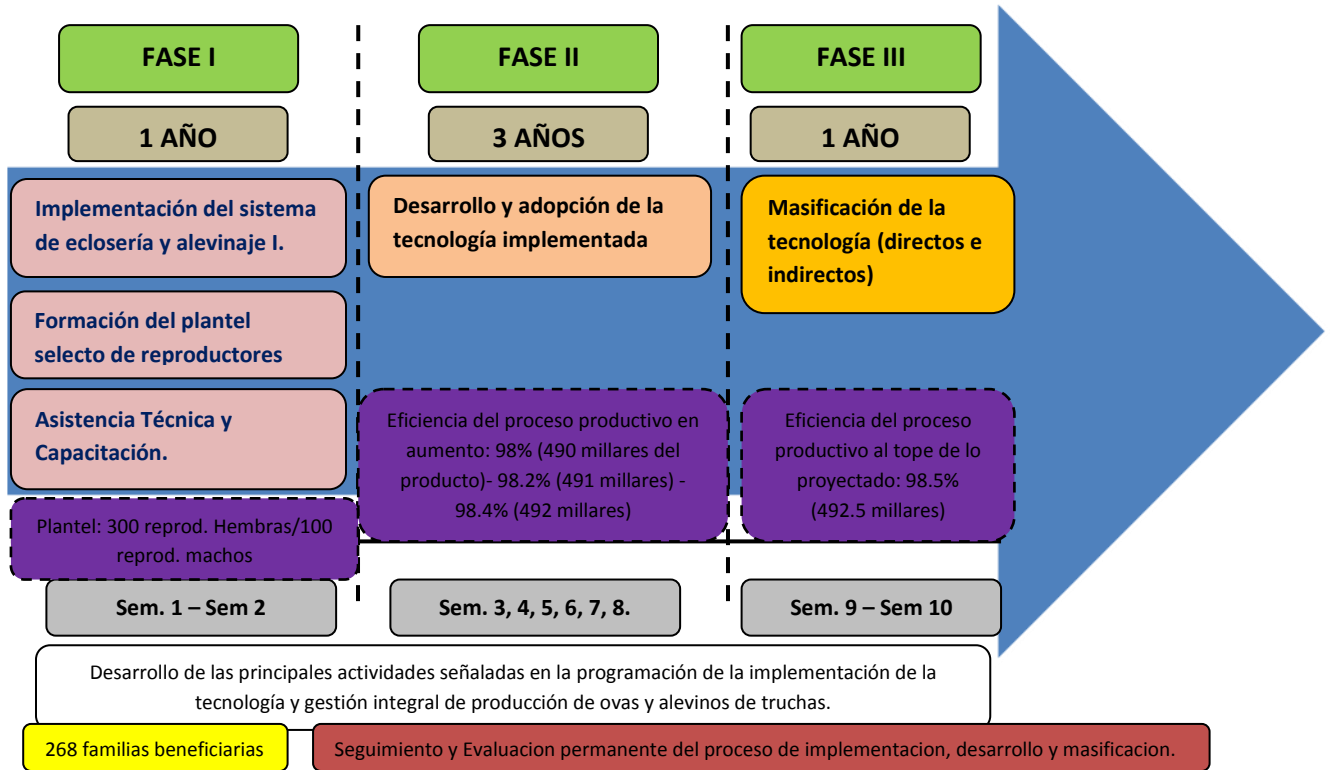 FASE I
FASE II
FASE III
1 AÑO
3 AÑOS
1 AÑO
Implementación del sistema
de eclosería y alevinaje I.
Formación del plantel
selecto de reproductores
Asistencia Técnica y
Capacitación.
Plantel: 300 reprod. Hembras/100
reprod. machos
Desarrollo y adopción de la
tecnología implementada
Eficiencia del proceso productivo en
aumento: 98% (490 millares del
producto)- 98.2% (491 millares) -
98.4% (492 millares)
Masificación de la
tecnología (directos e
indirectos)
Eficiencia del proceso
productivo al tope de lo
proyectado: 98.5%
(492.5 millares)
Sem. 1 – Sem 2
Sem. 3, 4, 5, 6, 7, 8.
Sem. 9 – Sem 10
Desarrollo de las principales actividades señaladas en la programación de la implementación de la
tecnología y gestión integral de producción de ovas y alevinos de truchas.
268 familias beneficiarias
Seguimiento y Evaluacion permanente del proceso de implementacion, desarrollo y masificacion.